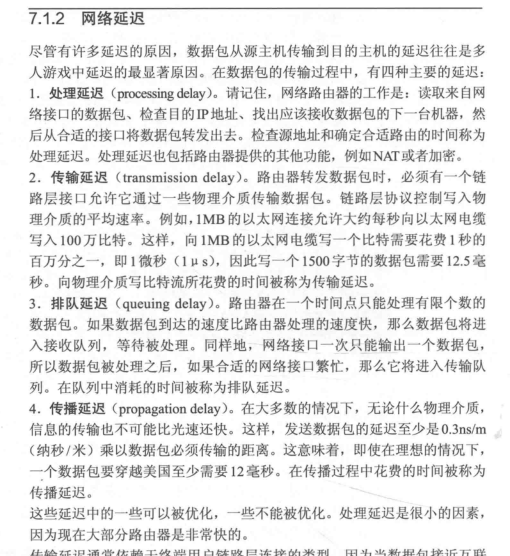 7.1.2 网络延迟
尽管有许多延迟的原因，数据包从源主机传输到目的主机的延迟往往是多
人游戏中延迟的最显著原因。在数据包的传输过程中，有四种主要的延迟：
1．处理延迟（processing delay）。请记住，网络路由器的工作是：读取来自网
络接口的数据包、检查目的IP地址、找出应该接收数据包的下一台机器，然
后从合适的接口将数据包转发出去。检查源地址和确定合适路由的时间称为
处理延迟。处理延迟也包括路由器提供的其他功能，例如NAT或者加密。
2．传输延迟（transmission delay）。路由器转发数据包时，必须有一个链
路层接口允许它通过一些物理介质传输数据包。链路层协议控制写入物
理介质的平均速率。例如，1MB的以太网连接允许大约每秒向以太网电缆
写入100万比特。这样，向1MB的以太网电缆写一个比特需要花费1秒的
百万分之一，即1微秒（1μs），因此写一个1500字节的数据包需要12.5毫
秒。向物理介质写比特流所花费的时间被称为传输延迟。
3．排队延迟（queuing delay）。路由器在一个时间点只能处理有限个数的
数据包。如果数据包到达的速度比路由器处理的速度快，那么数据包将进
入接收队列，等待被处理。同样地，网络接口一次只能输出一个数据包，
所以数据包被处理之后，如果合适的网络接口繁忙，那么它将进入传输队
列。在队列中消耗的时间被称为排队延迟。
4．传播延迟（propagation delay）。在大多数的情况下，无论什么物理介质，
信息的传输也不可能比光速还快。这样，发送数据包的延迟至少是0.3ns/m
（纳秒/米）乘以数据包必须传输的距离。这意味着，即使在理想的情况下，
一个数据包要穿越美国至少需要12毫秒。在传播过程中花费的时间被称为
传播延迟。
这些延迟中的一些可以被优化，一些不能被优化。处理延迟是很小的因素，
因为现在大部分路由器是非常快的。
传输延迟通常依赖于终端用户链路层连接的类型。因为当数据包接近互联